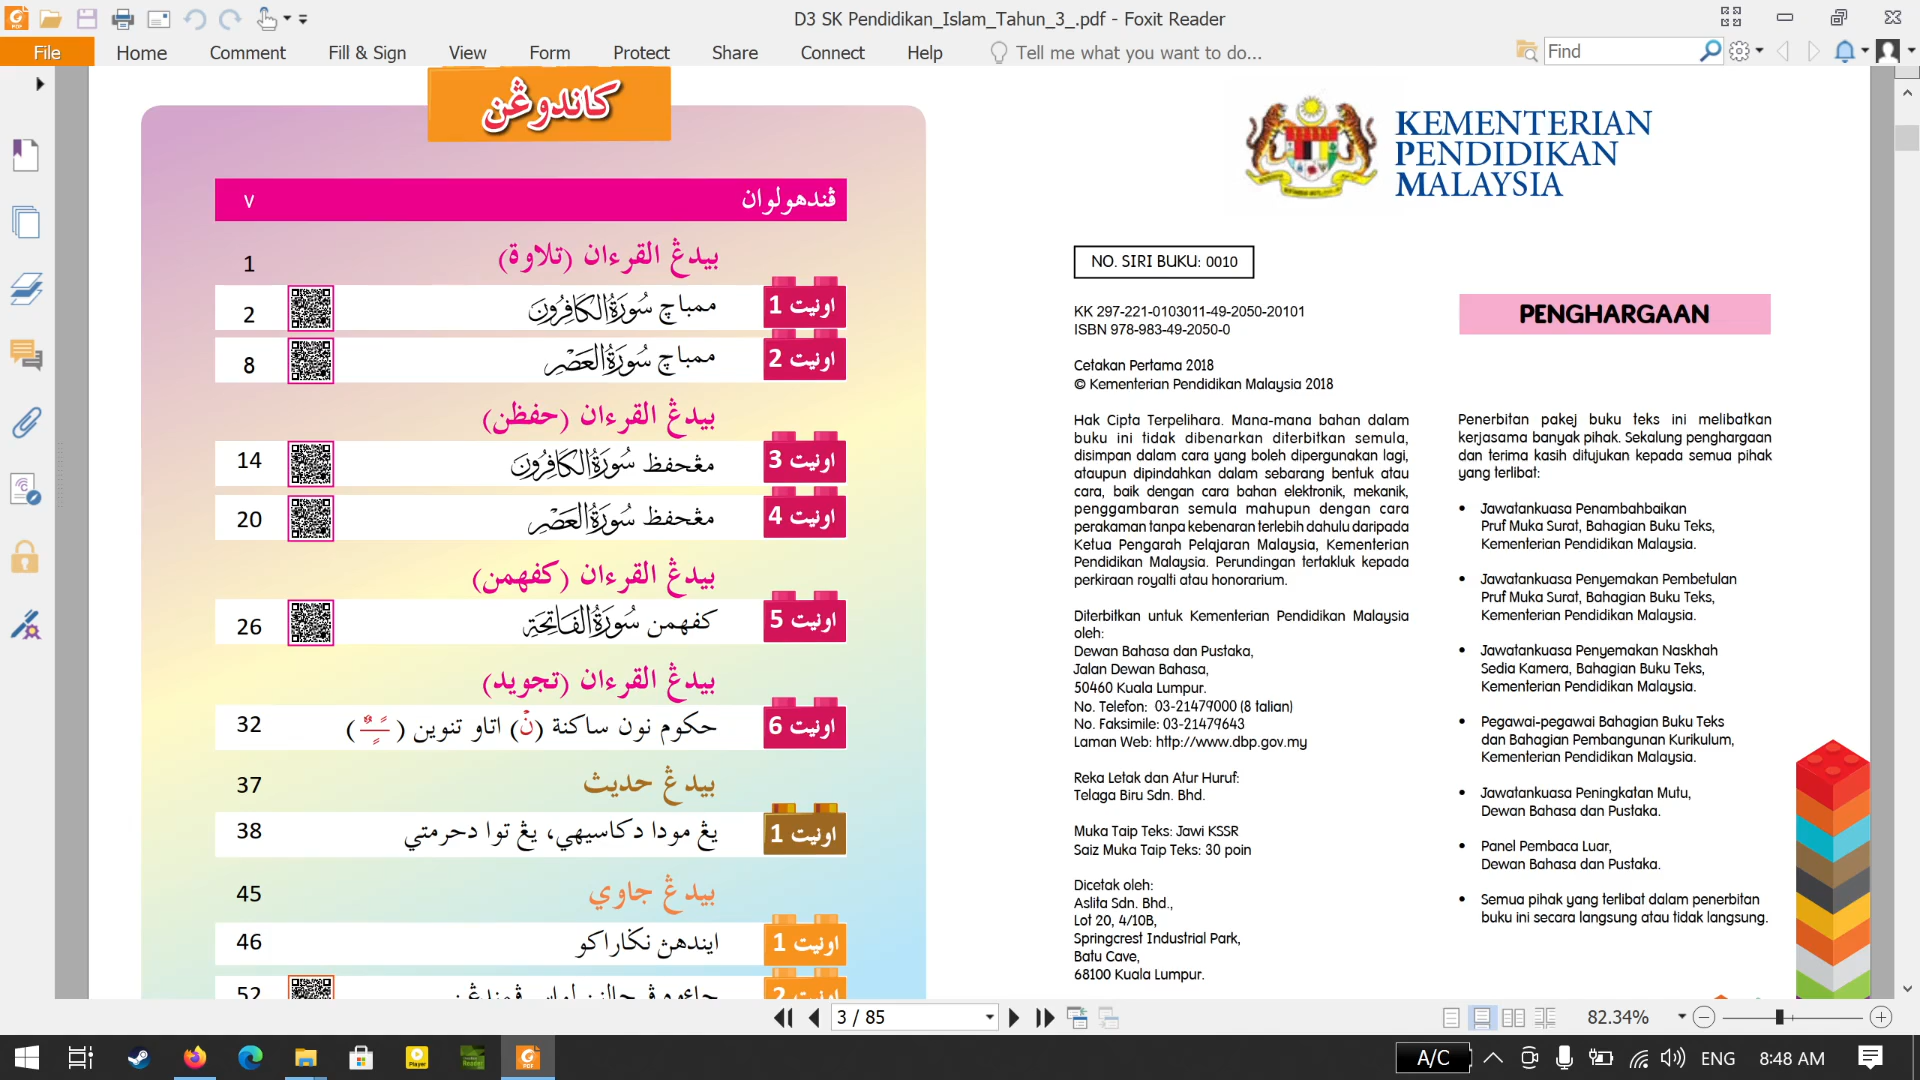 D3 SK Pendidikan_Islam_Tahun_3_.pdf - Foxit Reader
File Home Comment Fill & Sign View Form Protect Share Connect Help Tell me what you want to do... Find
کاندوڠن
ڤندهولوان v
بيدڠ القرءان (تلاوة) 1
اونيت 1 ممباچ سُورَةُ الكَافِرُونَ 2
اونيت 2 ممباچ سُورَةُ العَصْرِ 8
بيدڠ القرءان (حفظن)
اونيت 3 مڠحفظ سُورَةُ الكَافِرُونَ 14
اونيت 4 مڠحفظ سُورَةُ العَصْرِ 20
بيدڠ القرءان (كفهمن)
اونيت 5 كفهمن سُورَةُ الفَاتِحَةِ 26
بيدڠ القرءان (تجويد)
اونيت 6 حكوم نون ساكنة (نْ) اتاو تنوين (ـًـٍـٌ) 32
بيدڠ حديث 37
اونيت 1 يڠ مودا دكاسيهي، يڠ توا دحرمتي 38
بيدڠ جاوي 45
اونيت 1 ايندهڽ نݢاراكو 46
اونيت 2 52
KEMENTERIAN
PENDIDIKAN
MALAYSIA
NO. SIRI BUKU: 0010
KK 297-221-0103011-49-2050-20101
ISBN 978-983-49-2050-0
Cetakan Pertama 2018
© Kementerian Pendidikan Malaysia 2018
Hak Cipta Terpelihara. Mana-mana bahan dalam
buku ini tidak dibenarkan diterbitkan semula,
disimpan dalam cara yang boleh dipergunakan lagi,
ataupun dipindahkan dalam sebarang bentuk atau
cara, baik dengan cara bahan elektronik, mekanik,
penggambaran semula mahupun dengan cara
perakaman tanpa kebenaran terlebih dahulu daripada
Ketua Pengarah Pelajaran Malaysia, Kementerian
Pendidikan Malaysia. Perundingan tertakluk kepada
perkiraan royalti atau honorarium.
Diterbitkan untuk Kementerian Pendidikan Malaysia
oleh:
Dewan Bahasa dan Pustaka,
Jalan Dewan Bahasa,
50460 Kuala Lumpur.
No. Telefon: 03-21479000 (8 talian)
No. Faksimile: 03-21479643
Laman Web: http://www.dbp.gov.my
Reka Letak dan Atur Huruf:
Telaga Biru Sdn. Bhd.
Muka Taip Teks: Jawi KSSR
Saiz Muka Taip Teks: 30 poin
Dicetak oleh:
Aslita Sdn. Bhd.,
Lot 20, 4/10B,
Springcrest Industrial Park,
Batu Cave,
68100 Kuala Lumpur.
PENGHARGAAN
Penerbitan pakej buku teks ini melibatkan
kerjasama banyak pihak. Sekalung penghargaan
dan terima kasih ditujukan kepada semua pihak
yang terlibat:
• Jawatankuasa Penambahbaikan
Pruf Muka Surat, Bahagian Buku Teks,
Kementerian Pendidikan Malaysia.
• Jawatankuasa Penyemakan Pembetulan
Pruf Muka Surat, Bahagian Buku Teks,
Kementerian Pendidikan Malaysia.
• Jawatankuasa Penyemakan Naskhah
Sedia Kamera, Bahagian Buku Teks,
Kementerian Pendidikan Malaysia.
• Pegawai-pegawai Bahagian Buku Teks
dan Bahagian Pembangunan Kurikulum,
Kementerian Pendidikan Malaysia.
• Jawatankuasa Peningkatan Mutu,
Dewan Bahasa dan Pustaka.
• Panel Pembaca Luar,
Dewan Bahasa dan Pustaka.
• Semua pihak yang terlibat dalam penerbitan
buku ini secara langsung atau tidak langsung.
3 / 85 82.34%
A/C ENG 8:48 AM